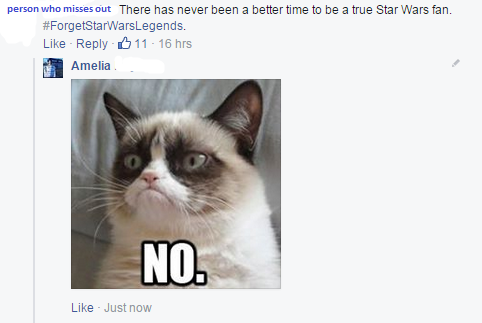 person who misses out There has never been a better time to be a true Star Wars fan.
#ForgetStarWarsLegends.
Like · Reply · 11 · 16 hrs
Amelia
NO.
Like · Just now